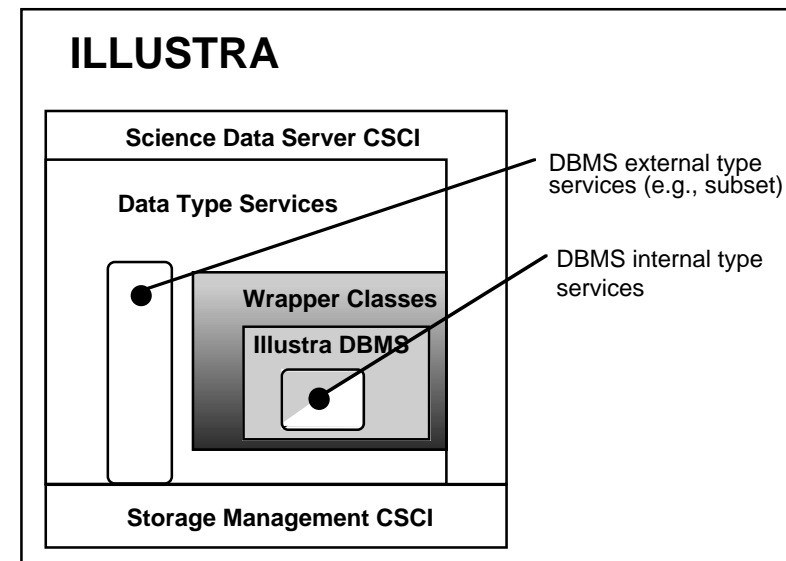 ILLUSTRA
Science Data Server CSCI
Data Type Services
DBMS external type
services (e.g., subset)
DBMS internal type
services
Wrapper Classes
Illustra DBMS
Storage Management CSCI